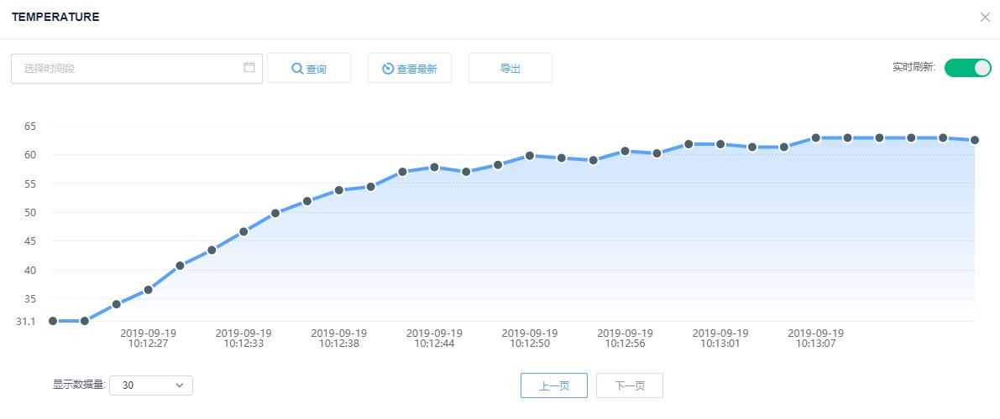 TEMPERATURE
选择时间段
查询
查看最新
导出
实时刷新:
65
60
55
50
45
40
35
31.1
2019-09-19
10:12:27
2019-09-19
10:12:33
2019-09-19
10:12:38
2019-09-19
10:12:44
2019-09-19
10:12:50
2019-09-19
10:12:56
2019-09-19
10:13:01
2019-09-19
10:13:07
显示数据量:
30
上一页
下一页